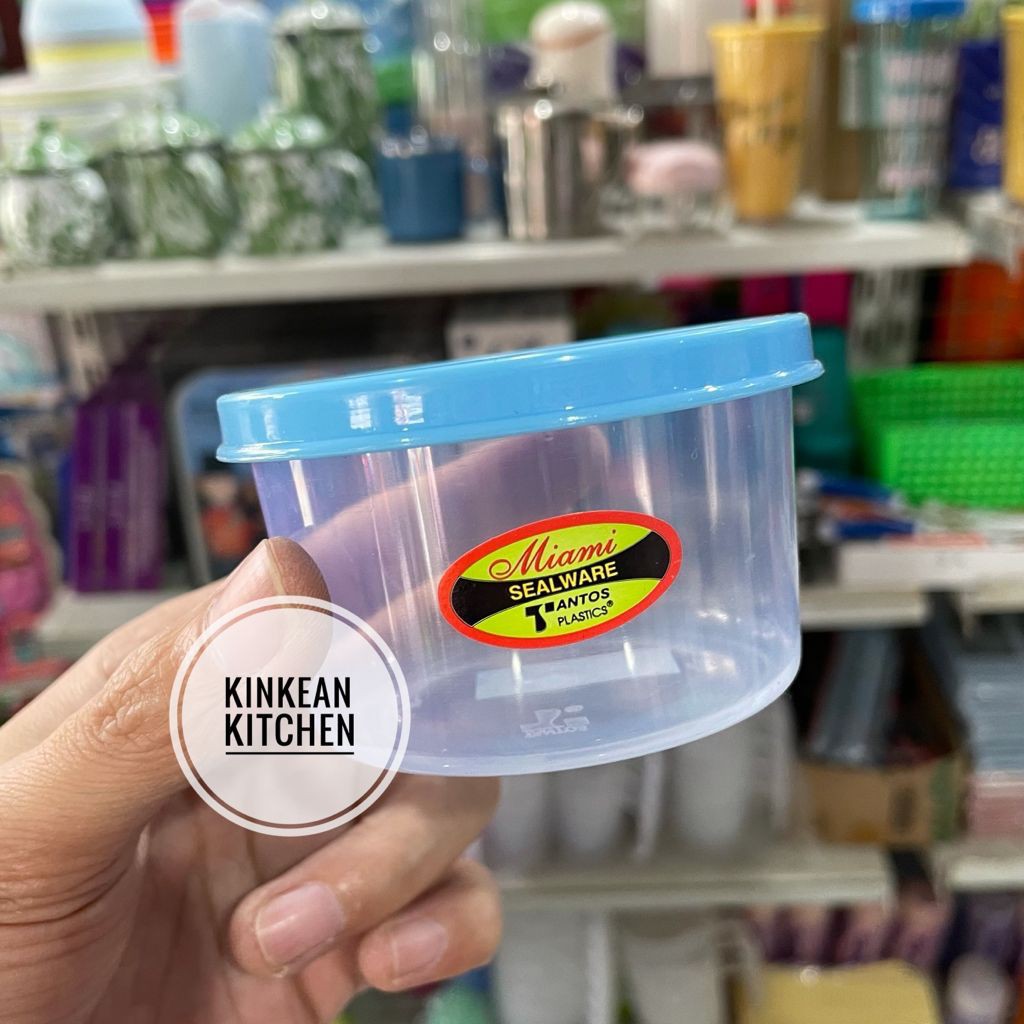 Miami
SEALWARE
TANTOS
PLASTICS®
KINKEAN
KITCHEN